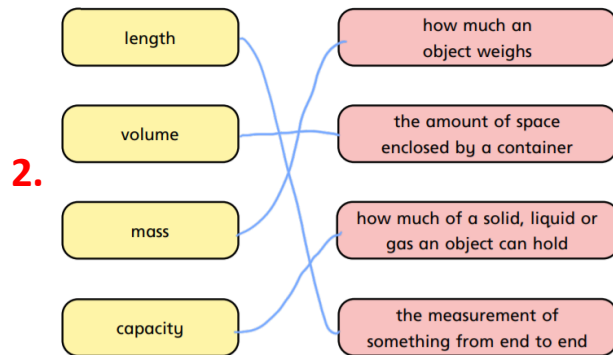 length
how much an
object weighs
volume
the amount of space
enclosed by a container
2.
mass
how much of a solid, liquid or
gas an object can hold
capacity
the measurement of
something from end to end